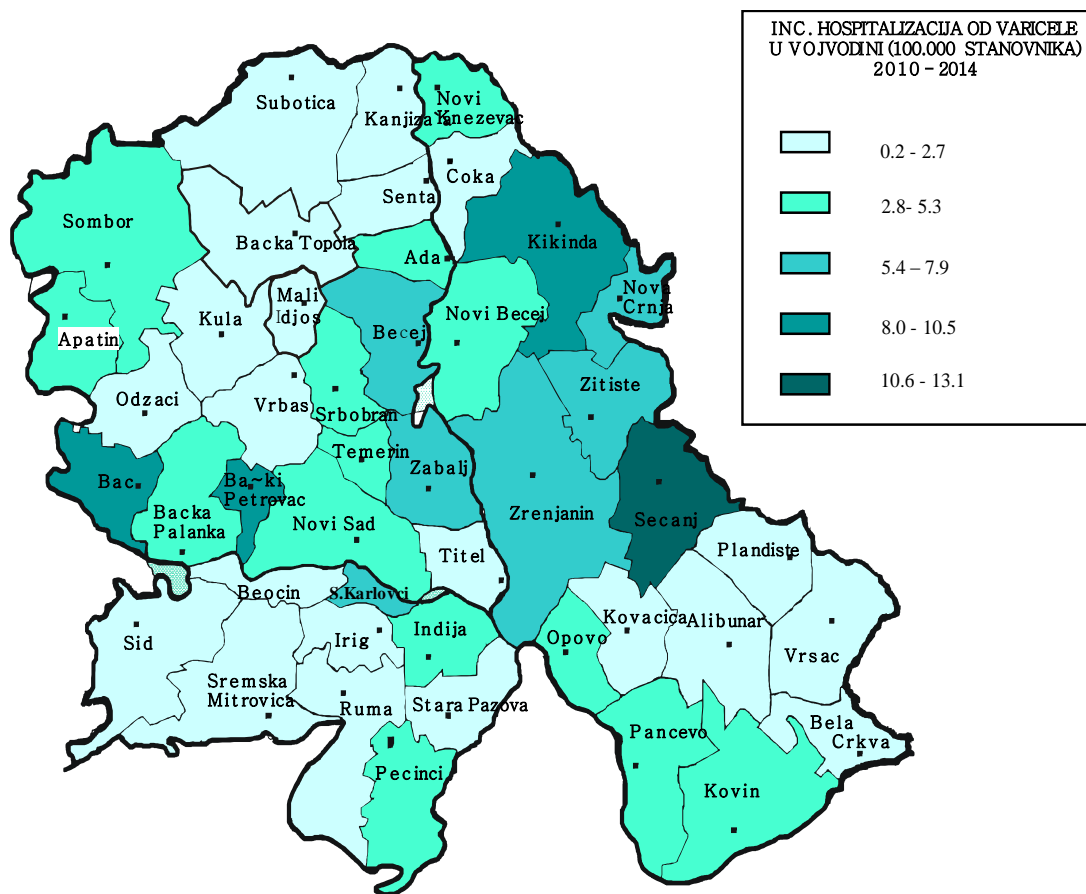 INC. HOSPITALIZACIJA OD VARICELE
U VOJVODINI (100.000 STANOVNIKA)
2010 - 2014
0.2 - 2.7
2.8- 5.3
5.4 – 7.9
8.0 - 10.5
10.6 - 13.1
Subotica
Kanjiza
Novi
Knezevac
Senta
Coka
Sombor
Backa Topola
Ada
Kikinda
Nova
Crnja
Apatin
Kula
Mali
Idjos
Becej
Novi Becej
Odzaci
Vrbas
Srbobran
Zitiste
Temerin
Bac
Ba~ki
Petrovac
Zabalj
Backa
Palanka
Novi Sad
Zrenjanin
Secanj
Titel
Plandiste
Beocin
S.Karlovci
Sid
Irig
Indija
Opovo
Kovacica
Alibunar
Vrsac
Sremska
Mitrovica
Ruma
Stara Pazova
Pancevo
Bela
Crkva
Pecinci
Kovin